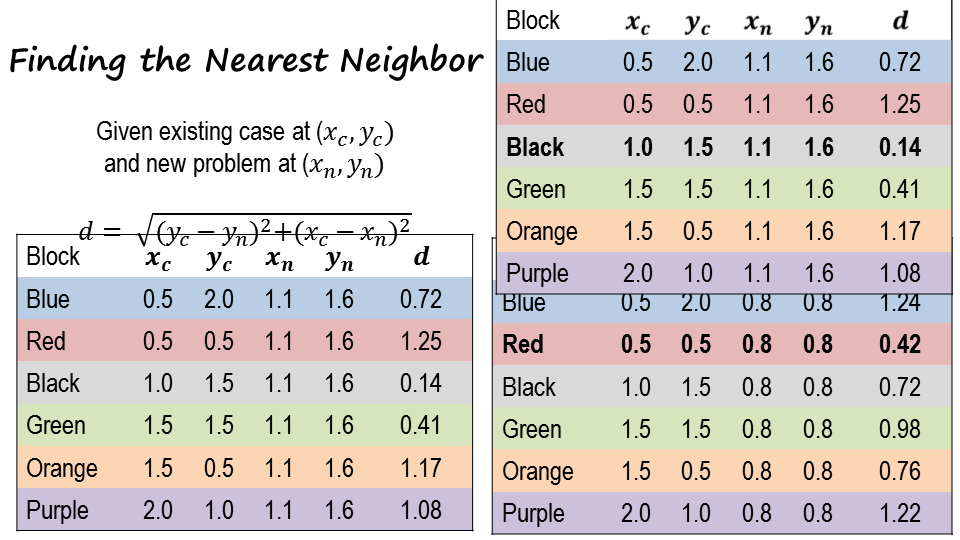 Finding the Nearest Neighbor
Given existing case at (x_c, y_c)
and new problem at (x_n, y_n)
d = √((y_c − y_n)²+(x_c − x_n)²)
Block x_c y_c x_n y_n d
Blue 0.5 2.0 1.1 1.6 0.72
Red 0.5 0.5 1.1 1.6 1.25
Black 1.0 1.5 1.1 1.6 0.14
Green 1.5 1.5 1.1 1.6 0.41
Orange 1.5 0.5 1.1 1.6 1.17
Purple 2.0 1.0 1.1 1.6 1.08
Block x_c y_c x_n y_n d
Blue 0.5 2.0 1.1 1.6 0.72
Red 0.5 0.5 1.1 1.6 1.25
Black 1.0 1.5 1.1 1.6 0.14
Green 1.5 1.5 1.1 1.6 0.41
Orange 1.5 0.5 1.1 1.6 1.17
Purple 2.0 1.0 1.1 1.6 1.08
Blue 0.5 2.0 0.8 0.8 1.24
Red 0.5 0.5 0.8 0.8 0.42
Black 1.0 1.5 0.8 0.8 0.72
Green 1.5 1.5 0.8 0.8 0.98
Orange 1.5 0.5 0.8 0.8 0.76
Purple 2.0 1.0 0.8 0.8 1.22